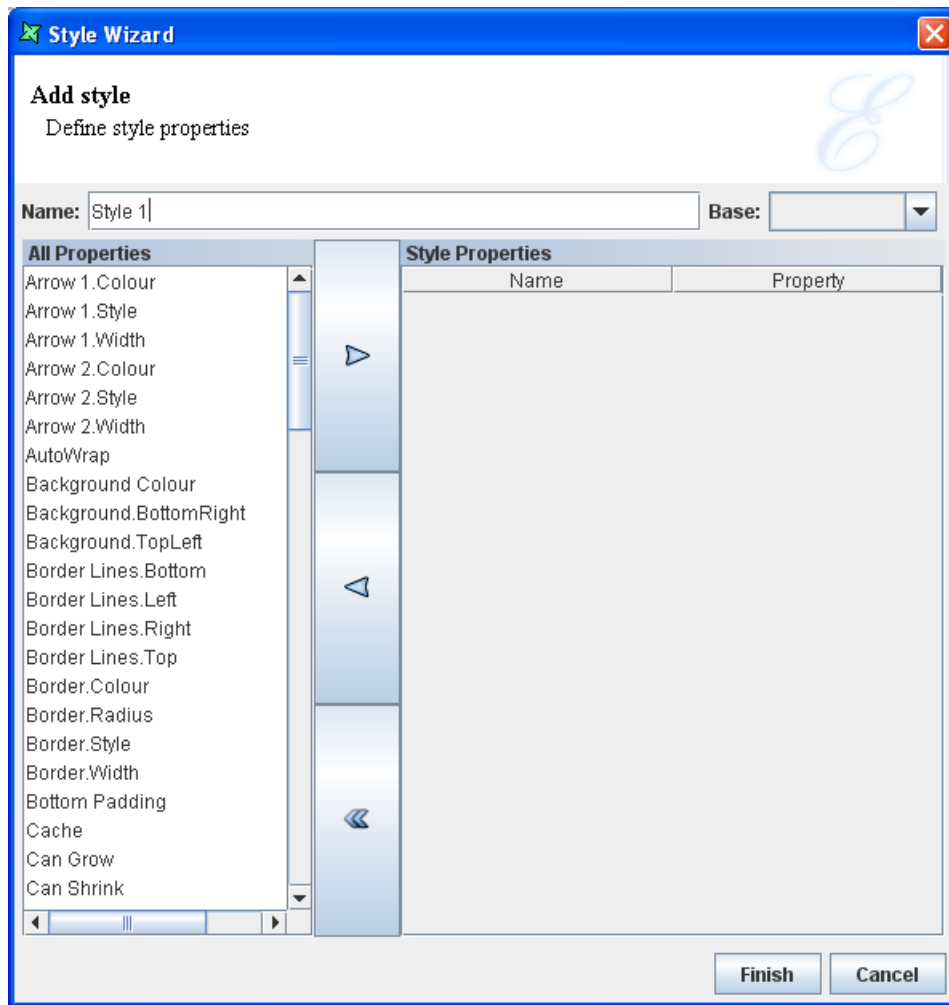 Style Wizard
Add style
Define style properties
Name: Style 1 Base:
All Properties
Arrow 1.Colour
Arrow 1.Style
Arrow 1.Width
Arrow 2.Colour
Arrow 2.Style
Arrow 2.Width
AutoWrap
Background Colour
Background.BottomRight
Background.TopLeft
Border Lines.Bottom
Border Lines.Left
Border Lines.Right
Border Lines.Top
Border.Colour
Border.Radius
Border.Style
Border.Width
Bottom Padding
Cache
Can Grow
Can Shrink
Style Properties
Name Property
Finish Cancel